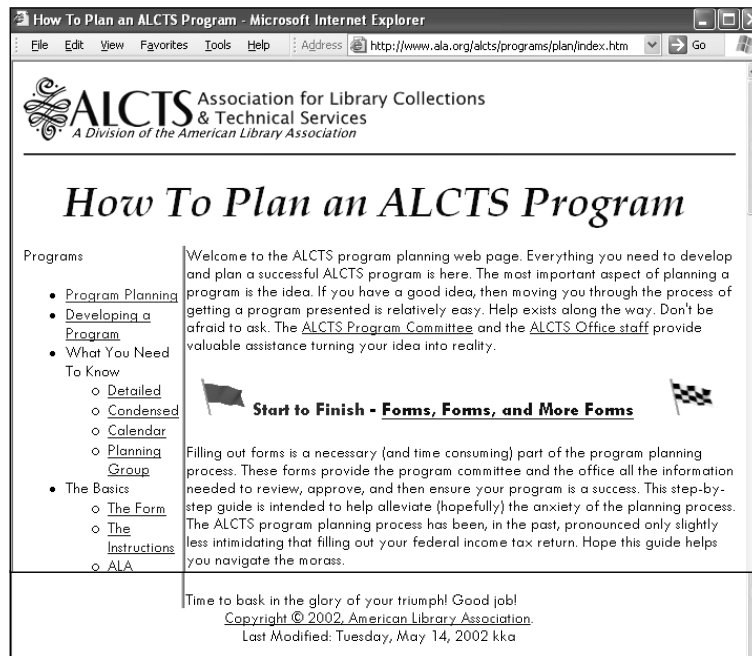 How To Plan an ALCTS Program - Microsoft Internet Explorer
File Edit View Favorites Tools Help Address http://www.ala.org/alcts/programs/plan/index.htm Go
ALCTS Association for Library Collections
& Technical Services
A Division of the American Library Association
How To Plan an ALCTS Program
Programs
Program Planning
Developing a
Program
What You Need
To Know
Detailed
Condensed
Calendar
Planning
Group
The Basics
The Form
The
Instructions
ALA
Welcome to the ALCTS program planning web page. Everything you need to develop
and plan a successful ALCTS program is here. The most important aspect of planning a
program is the idea. If you have a good idea, then moving you through the process of
getting a program presented is relatively easy. Help exists along the way. Don't be
afraid to ask. The ALCTS Program Committee and the ALCTS Office staff provide
valuable assistance turning your idea into reality.
Start to Finish - Forms, Forms, and More Forms
Filling out forms is a necessary (and time consuming) part of the program planning
process. These forms provide the program committee and the office all the information
needed to review, approve, and then ensure your program is a success. This step-by-
step guide is intended to help alleviate (hopefully) the anxiety of the planning process.
The ALCTS program planning process has been, in the past, pronounced only slightly
less intimidating that filling out your federal income tax return. Hope this guide helps
you navigate the morass.
Time to bask in the glory of your triumph! Good job!
Copyright © 2002, American Library Association.
Last Modified: Tuesday, May 14, 2002 kka